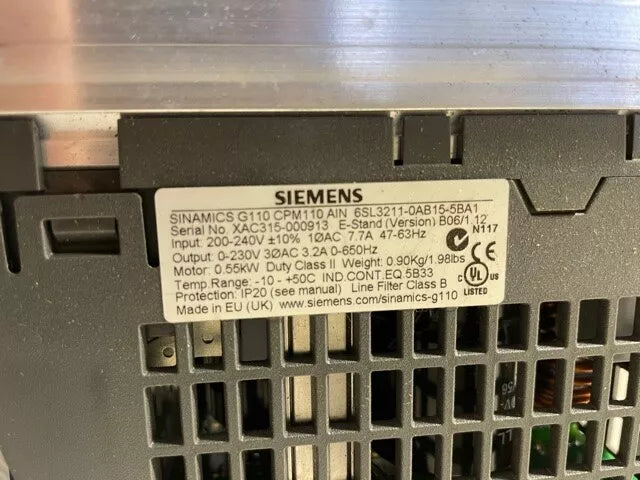 SIEMENS
SINAMICS G110 CPM110 AIN 6SL3211-0AB15-5BA1
Serial No. XAC315-000913 E-Stand (Version) B06/1.12
Input: 200-240V ±10% 1ØAC 7.7A 47-63Hz
N117
Output: 0-230V 3ØAC 3.2A 0-650Hz
Motor: 0.55kW Duty Class II Weight: 0.90Kg/1.98lbs
Temp.Range: -10 - +50C IND.CONT.EQ.5B33
C UL US
LISTED
Protection: IP20 (see manual) Line Filter Class B
Made in EU (UK) www.siemens.com/sinamics-g110